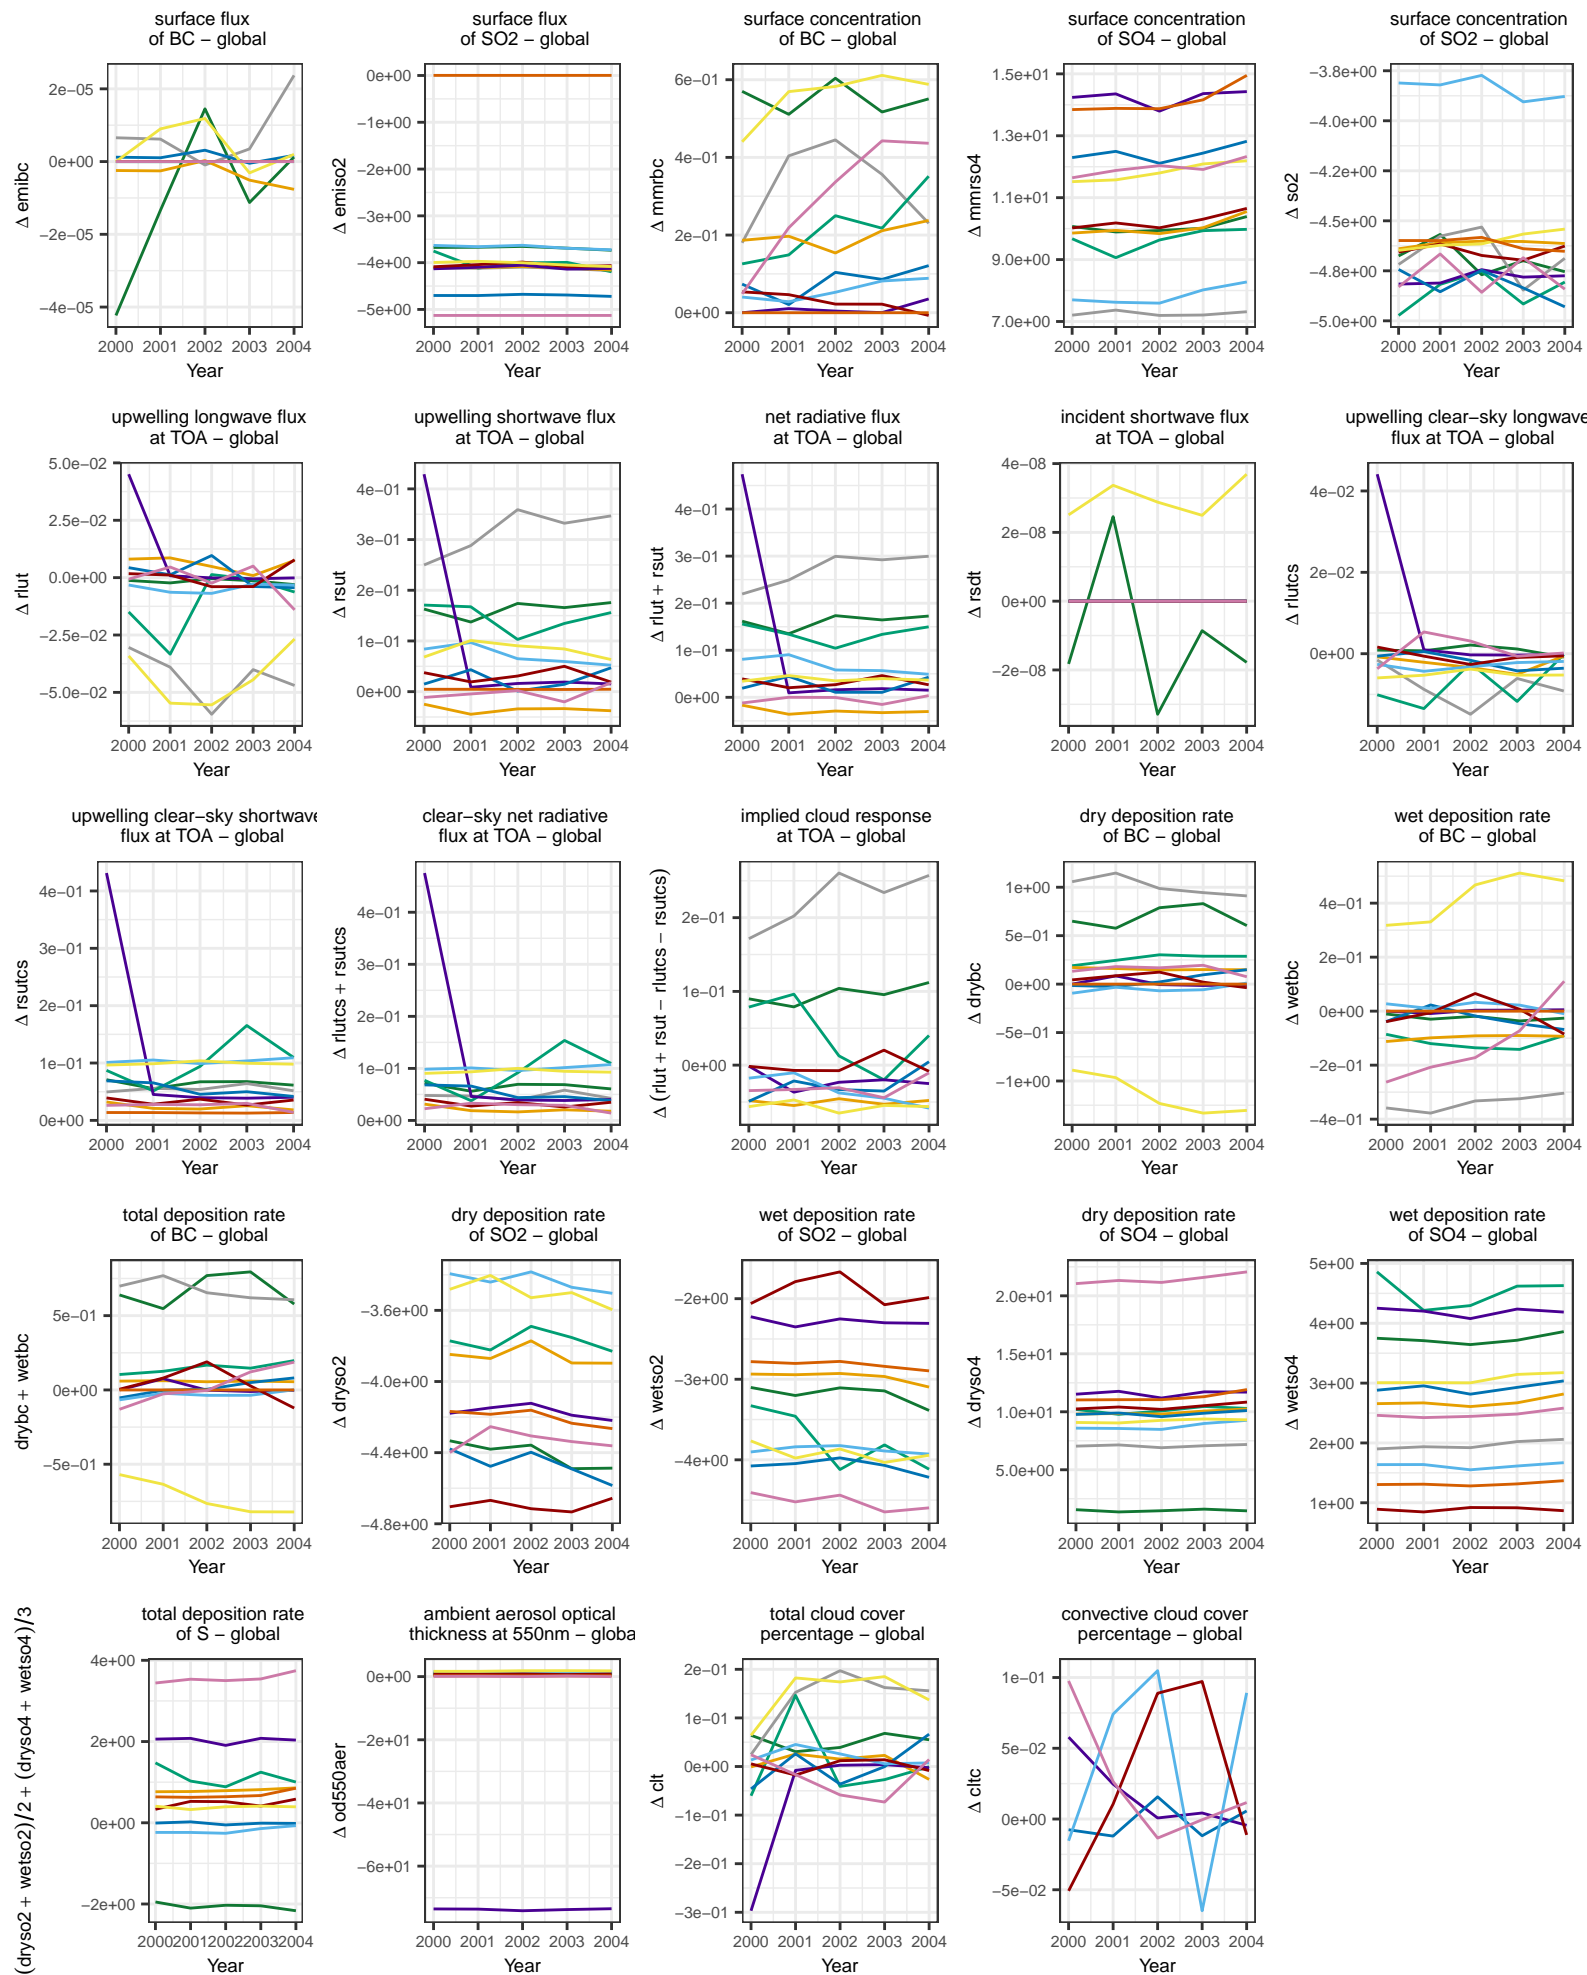 surface flux
of BC − global
Δ emibc
2e−05
0e+00
−2e−05
−4e−05
2000 2001 2002 2003 2004
Year
surface flux
of SO2 − global
Δ emiso2
0e+00
−1e+00
−2e+00
−3e+00
−4e+00
−5e+00
2000 2001 2002 2003 2004
Year
surface concentration
of BC − global
Δ mmrbc
6e−01
4e−01
2e−01
0e+00
2000 2001 2002 2003 2004
Year
surface concentration
of SO4 − global
Δ mmrso4
1.5e+01
1.3e+01
1.1e+01
9.0e+00
7.0e+00
2000 2001 2002 2003 2004
Year
surface concentration
of SO2 − global
Δ so2
−3.8e+00
−4.0e+00
−4.2e+00
−4.5e+00
−4.8e+00
−5.0e+00
2000 2001 2002 2003 2004
Year
upwelling longwave flux
at TOA − global
Δ rlut
5.0e−02
2.5e−02
0.0e+00
−2.5e−02
−5.0e−02
2000 2001 2002 2003 2004
Year
upwelling shortwave flux
at TOA − global
Δ rsut
4e−01
3e−01
2e−01
1e−01
0e+00
2000 2001 2002 2003 2004
Year
net radiative flux
at TOA − global
Δ rlut + rsut
4e−01
3e−01
2e−01
1e−01
0e+00
2000 2001 2002 2003 2004
Year
incident shortwave flux
at TOA − global
Δ rsdt
4e−08
2e−08
0e+00
−2e−08
2000 2001 2002 2003 2004
Year
upwelling clear−sky longwave
flux at TOA − global
Δ rlutcs
4e−02
2e−02
0e+00
2000 2001 2002 2003 2004
Year
upwelling clear−sky shortwave
flux at TOA − global
Δ rsutcs
4e−01
3e−01
2e−01
1e−01
0e+00
2000 2001 2002 2003 2004
Year
clear−sky net radiative
flux at TOA − global
Δ rlutcs + rsutcs
4e−01
3e−01
2e−01
1e−01
0e+00
2000 2001 2002 2003 2004
Year
implied cloud response
at TOA − global
Δ (rlut + rsut − rlutcs − rsutcs)
2e−01
1e−01
0e+00
2000 2001 2002 2003 2004
Year
dry deposition rate
of BC − global
Δ drybc
1e+00
5e−01
0e+00
−5e−01
−1e+00
2000 2001 2002 2003 2004
Year
wet deposition rate
of BC − global
Δ wetbc
4e−01
2e−01
0e+00
−2e−01
−4e−01
2000 2001 2002 2003 2004
Year
total deposition rate
of BC − global
drybc + wetbc
5e−01
0e+00
−5e−01
2000 2001 2002 2003 2004
Year
dry deposition rate
of SO2 − global
Δ dryso2
−3.6e+00
−4.0e+00
−4.4e+00
−4.8e+00
2000 2001 2002 2003 2004
Year
wet deposition rate
of SO2 − global
Δ wetso2
−2e+00
−3e+00
−4e+00
2000 2001 2002 2003 2004
Year
dry deposition rate
of SO4 − global
Δ dryso4
2.0e+01
1.5e+01
1.0e+01
5.0e+00
2000 2001 2002 2003 2004
Year
wet deposition rate
of SO4 − global
Δ wetso4
5e+00
4e+00
3e+00
2e+00
1e+00
2000 2001 2002 2003 2004
Year
total deposition rate
of S − global
(dryso2 + wetso2)/2 + (dryso4 + wetso4)/3
4e+00
2e+00
0e+00
−2e+00
2000 2001 2002 2003 2004
Year
ambient aerosol optical
thickness at 550nm − globa
Δ od550aer
0e+00
−2e+01
−4e+01
−6e+01
2000 2001 2002 2003 2004
Year
total cloud cover
percentage − global
Δ clt
2e−01
1e−01
0e+00
−1e−01
−2e−01
−3e−01
2000 2001 2002 2003 2004
Year
convective cloud cover
percentage − global
Δ cltc
1e−01
5e−02
0e+00
−5e−02
2000 2001 2002 2003 2004
Year